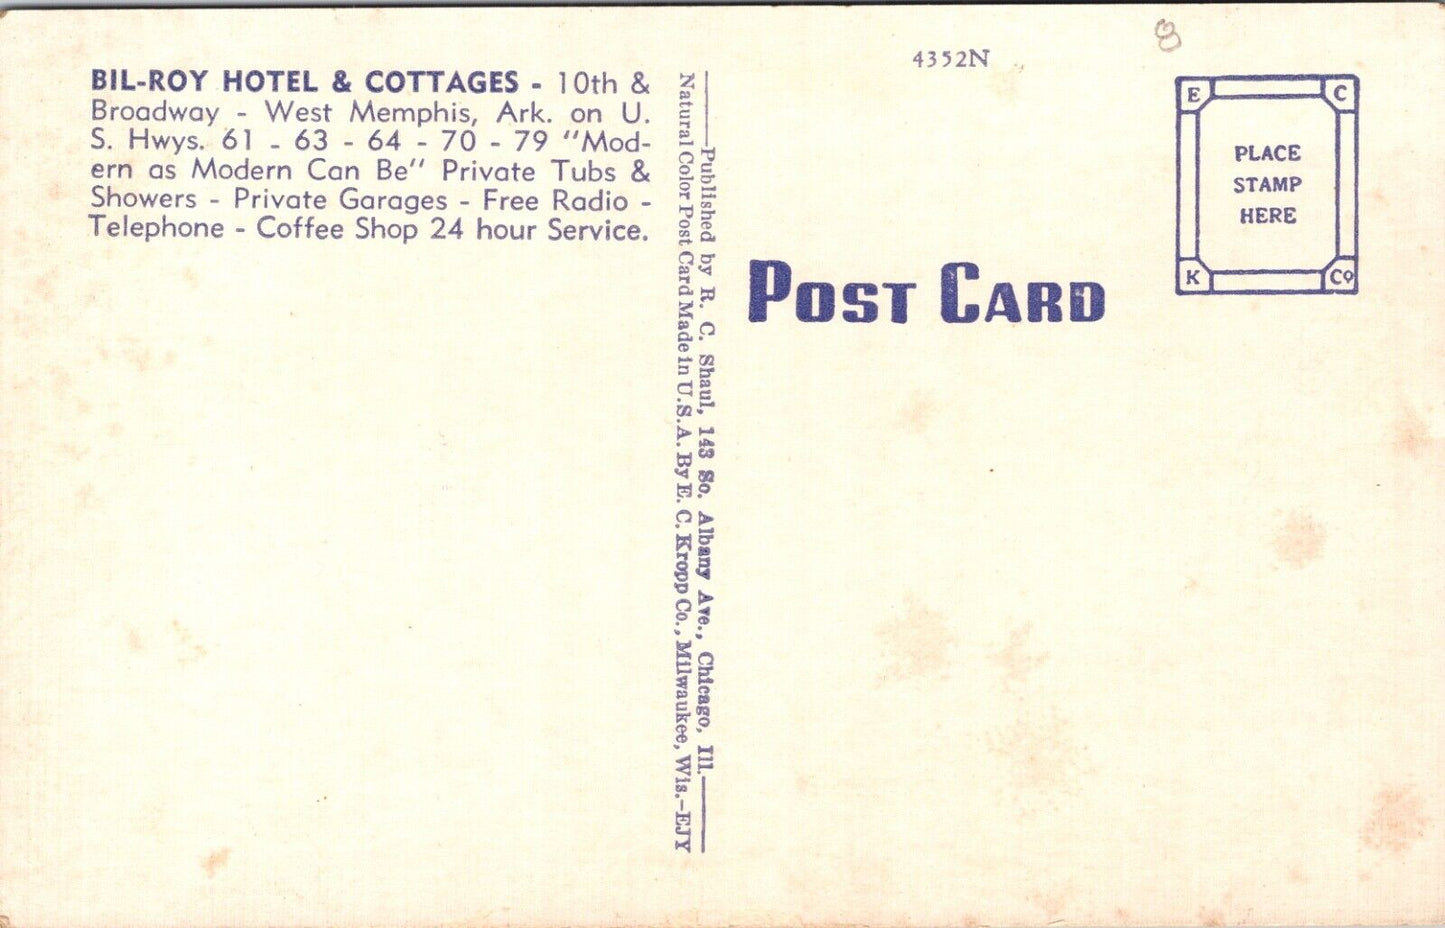 BIL-ROY HOTEL & COTTAGES - 10th &
Broadway - West Memphis, Ark. on U.
S. Hwys. 61 - 63 - 64 - 70 - 79 "Mod-
ern as Modern Can Be" Private Tubs &
Showers - Private Garages - Free Radio -
Telephone - Coffee Shop 24 hour Service.
Published by R. C. Shaul, 143 So. Albany Ave., Chicago, Ill.
Natural Color Post Card Made in U.S.A. By E. C. Kropp Co., Milwaukee, Wis.-EJY
4352N
8
POST CARD
E C
PLACE
STAMP
HERE
K Co